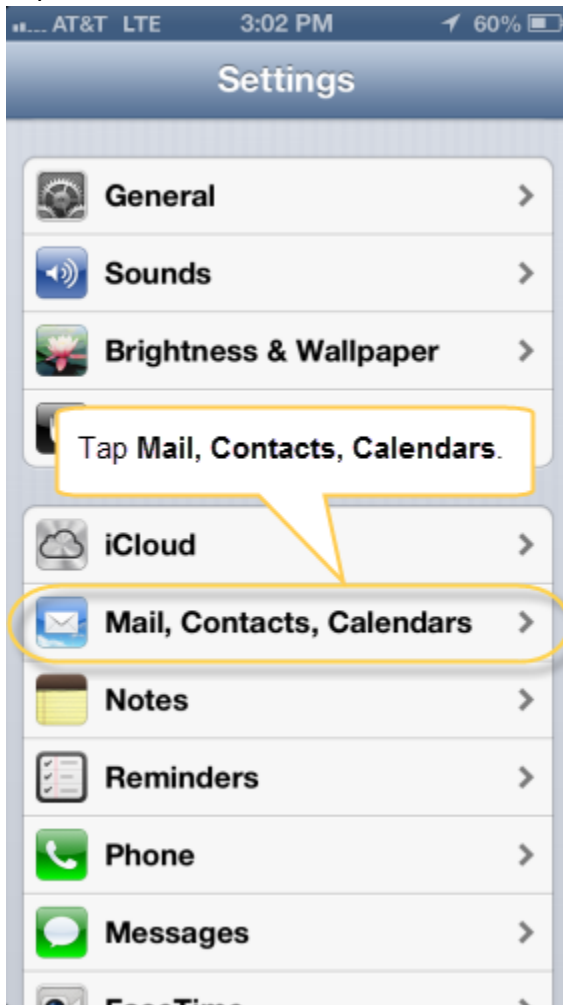 AT&T LTE 3:02 PM 60%
Settings
General
Sounds
Brightness & Wallpaper
Tap Mail, Contacts, Calendars.
iCloud
Mail, Contacts, Calendars
Notes
Reminders
Phone
Messages
FaceTime